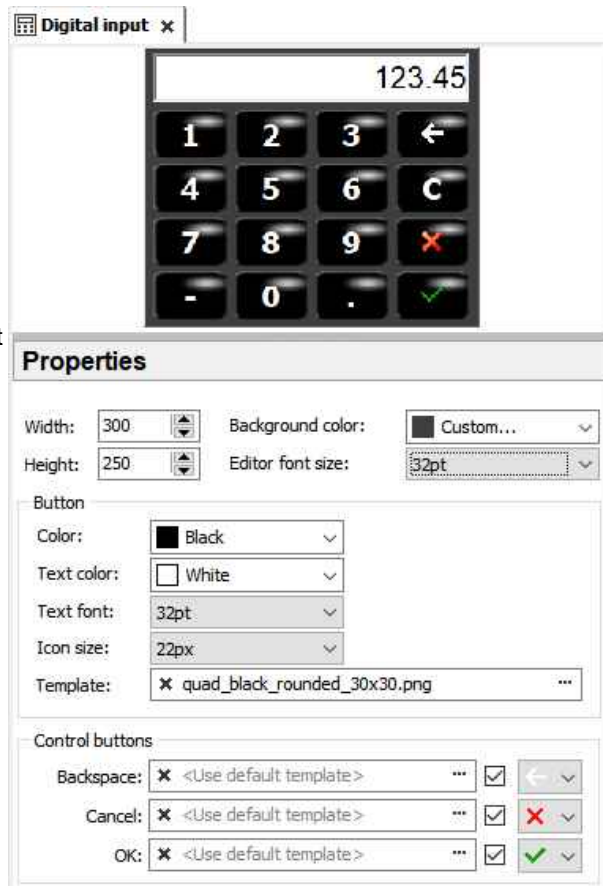 Digital input
123.45
1 2 3
4 5 6 C
7 8 9
- 0 .
t
Properties
Width: 300 Background color: Custom...
Height: 250 Editor font size: 32pt
Button
Color: Black
Text color: White
Text font: 32pt
Icon size: 22px
Template: quad_black_rounded_30x30.png ...
Control buttons
Backspace: <Use default template> ...
Cancel: <Use default template> ...
OK: <Use default template> ...